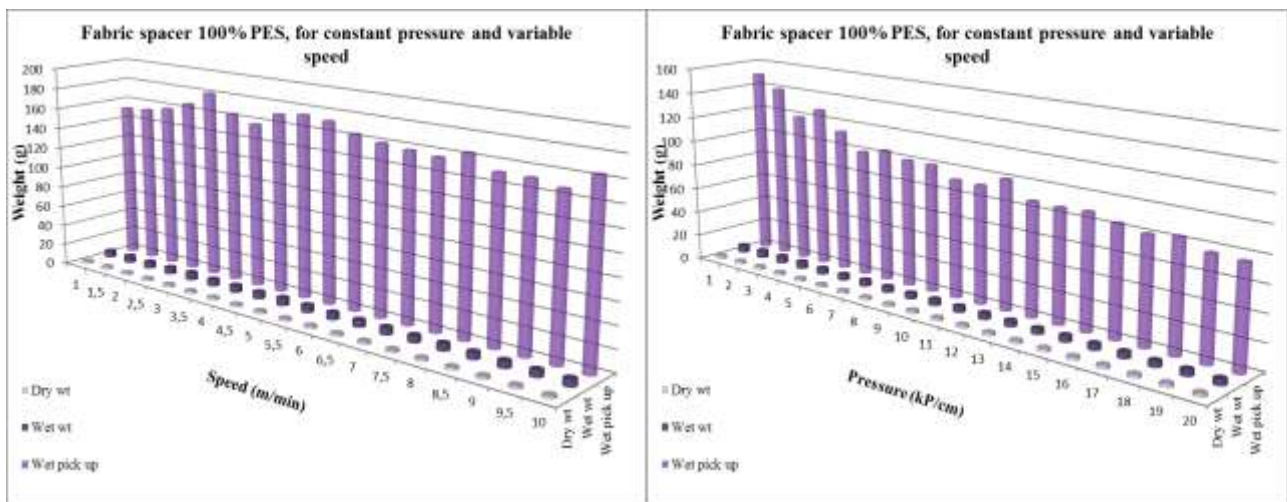 Fabric spacer 100% PES, for constant pressure and variable
speed
200
180
160
140
120
100
80
60
40
20
0
Weight (g)
1
1,5
2
2,5
3
3,5
4
4,5
5
5,5
6
6,5
7
7,5
8
8,5
9
9,5
10
Speed (m/min)
Dry wt
Wet wt
Wet pick up
Dry wt
Wet wt
Wet pick up
Fabric spacer 100% PES, for constant pressure and variable
speed
160
140
120
100
80
60
40
20
0
Weight (g)
1
2
3
4
5
6
7
8
9
10
11
12
13
14
15
16
17
18
19
20
Pressure (kP/cm)
Dry wt
Wet wt
Wet pick up
Dry wt
Wet wt
Wet pick up